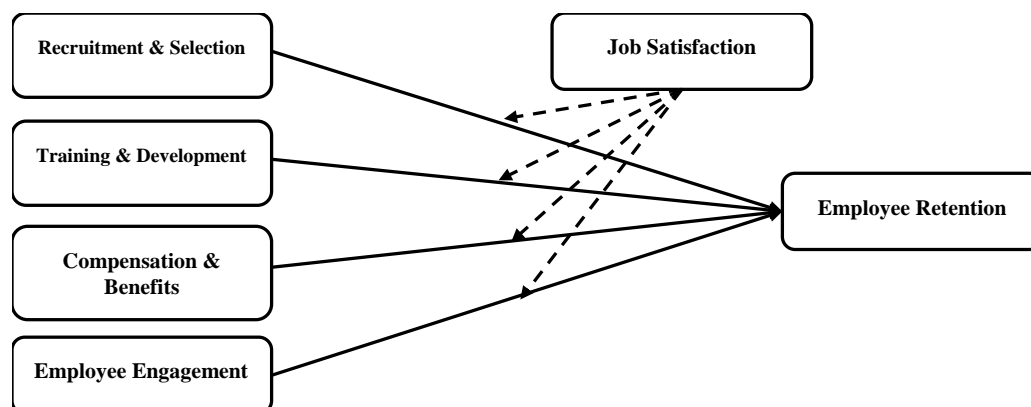 Recruitment & Selection
Job Satisfaction
Training & Development
Employee Retention
Compensation &
Benefits
Employee Engagement